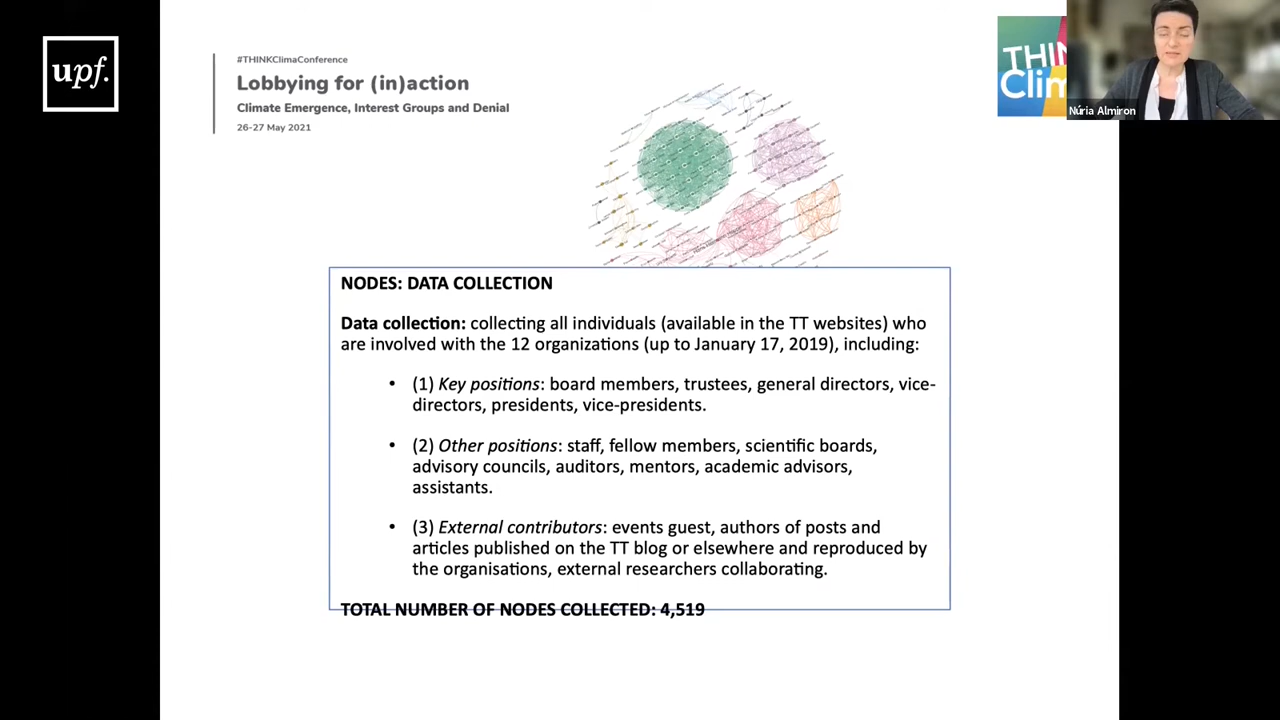 upf.
#THINKClimaConference
Lobbying for (in)action
Climate Emergence, Interest Groups and Denial
26-27 May 2021
THIN
Clim
Núria Almiron
NODES: DATA COLLECTION
Data collection: collecting all individuals (available in the TT websites) who
are involved with the 12 organizations (up to January 17, 2019), including:
• (1) Key positions: board members, trustees, general directors, vice-
directors, presidents, vice-presidents.
• (2) Other positions: staff, fellow members, scientific boards,
advisory councils, auditors, mentors, academic advisors,
assistants.
• (3) External contributors: events guest, authors of posts and
articles published on the TT blog or elsewhere and reproduced by
the organisations, external researchers collaborating.
TOTAL NUMBER OF NODES COLLECTED: 4,519